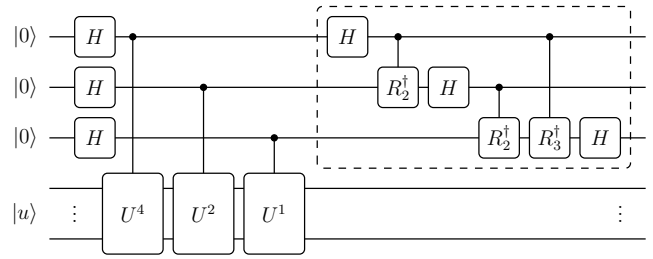 |0⟩ H H
|0⟩ H R₂† H
|0⟩ H R₂† R₃† H
|u⟩ ⋮ U⁴ U² U¹ ⋮